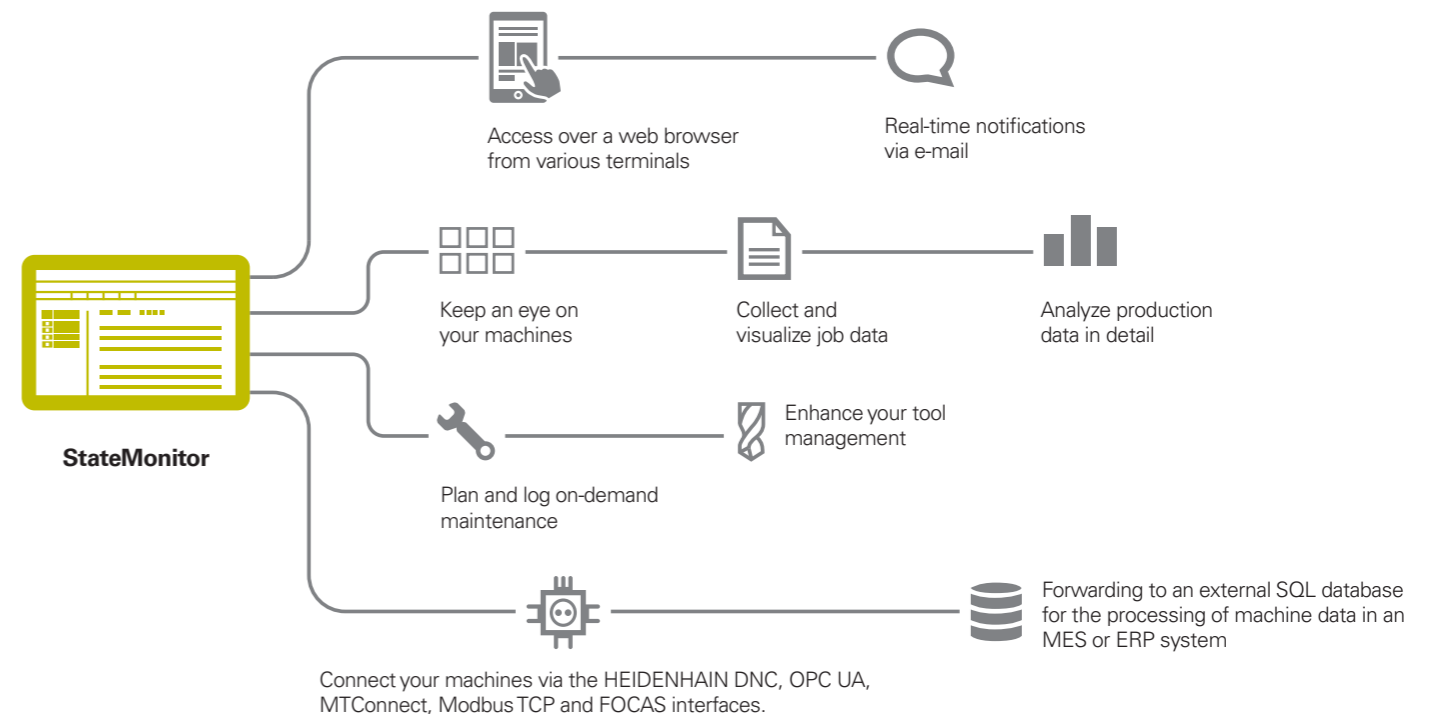 Access over a web browser
from various terminals
Real-time notifications
via e-mail
Keep an eye on
your machines
Collect and
visualize job data
Analyze production
data in detail
StateMonitor
Enhance your tool
management
Plan and log on-demand
maintenance
Forwarding to an external SQL database
for the processing of machine data in an
MES or ERP system
Connect your machines via the HEIDENHAIN DNC, OPC UA,
MTConnect, Modbus TCP and FOCAS interfaces.